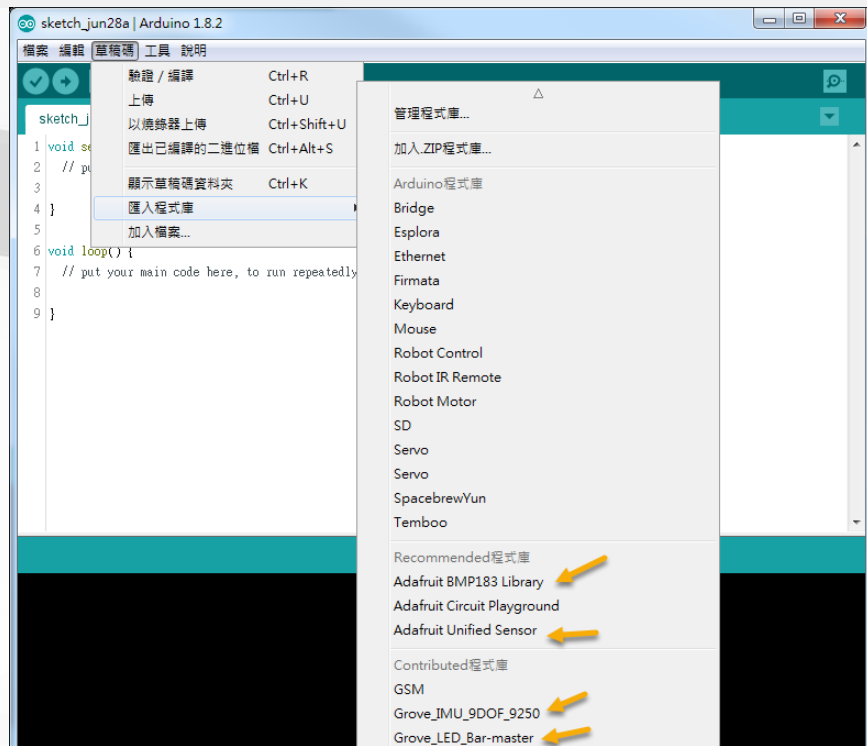 sketch_jun28a | Arduino 1.8.2
檔案 編輯 草稿碼 工具 說明
驗證 / 編譯 Ctrl+R
上傳 Ctrl+U
以燒錄器上傳 Ctrl+Shift+U
匯出已編譯的二進位檔 Ctrl+Alt+S
顯示草稿碼資料夾 Ctrl+K
匯入程式庫
加入檔案...
管理程式庫...
加入.ZIP程式庫...
Arduino程式庫
Bridge
Esplora
Ethernet
Firmata
Keyboard
Mouse
Robot Control
Robot IR Remote
Robot Motor
SD
Servo
Servo
SpacebrewYun
Temboo
Recommended程式庫
Adafruit BMP183 Library
Adafruit Circuit Playground
Adafruit Unified Sensor
Contributed程式庫
GSM
Grove_IMU_9DOF_9250
Grove_LED_Bar-master
sketch_j
1 void se
2 // pu
3
4 }
5
6 void loop() {
7 // put your main code here, to run repeatedly
8
9 }